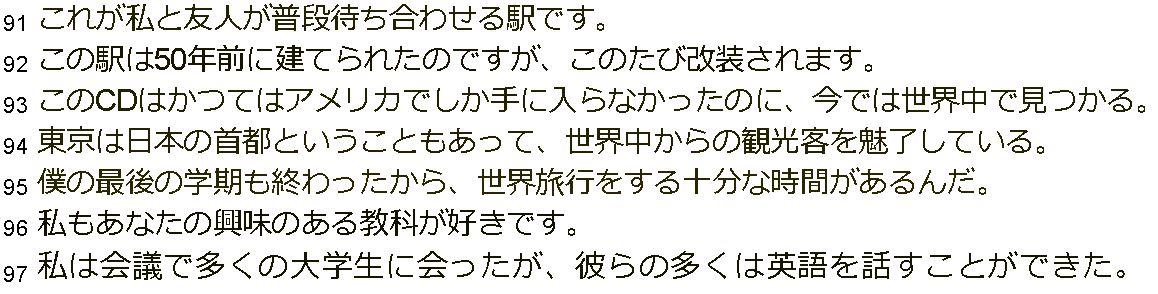 91 これが私と友人が普段待ち合わせる駅です。
92 この駅は50年前に建てられたのですが、このたび改装されます。
93 このCDはかつてはアメリカでしか手に入らなかったのに、今では世界中で見つかる。
94 東京は日本の首都ということもあって、世界中からの観光客を魅了している。
95 僕の最後の学期も終わったから、世界旅行をする十分な時間があるんだ。
96 私もあなたの興味のある教科が好きです。
97 私は会議で多くの大学生に会ったが、彼らの多くは英語を話すことができた。